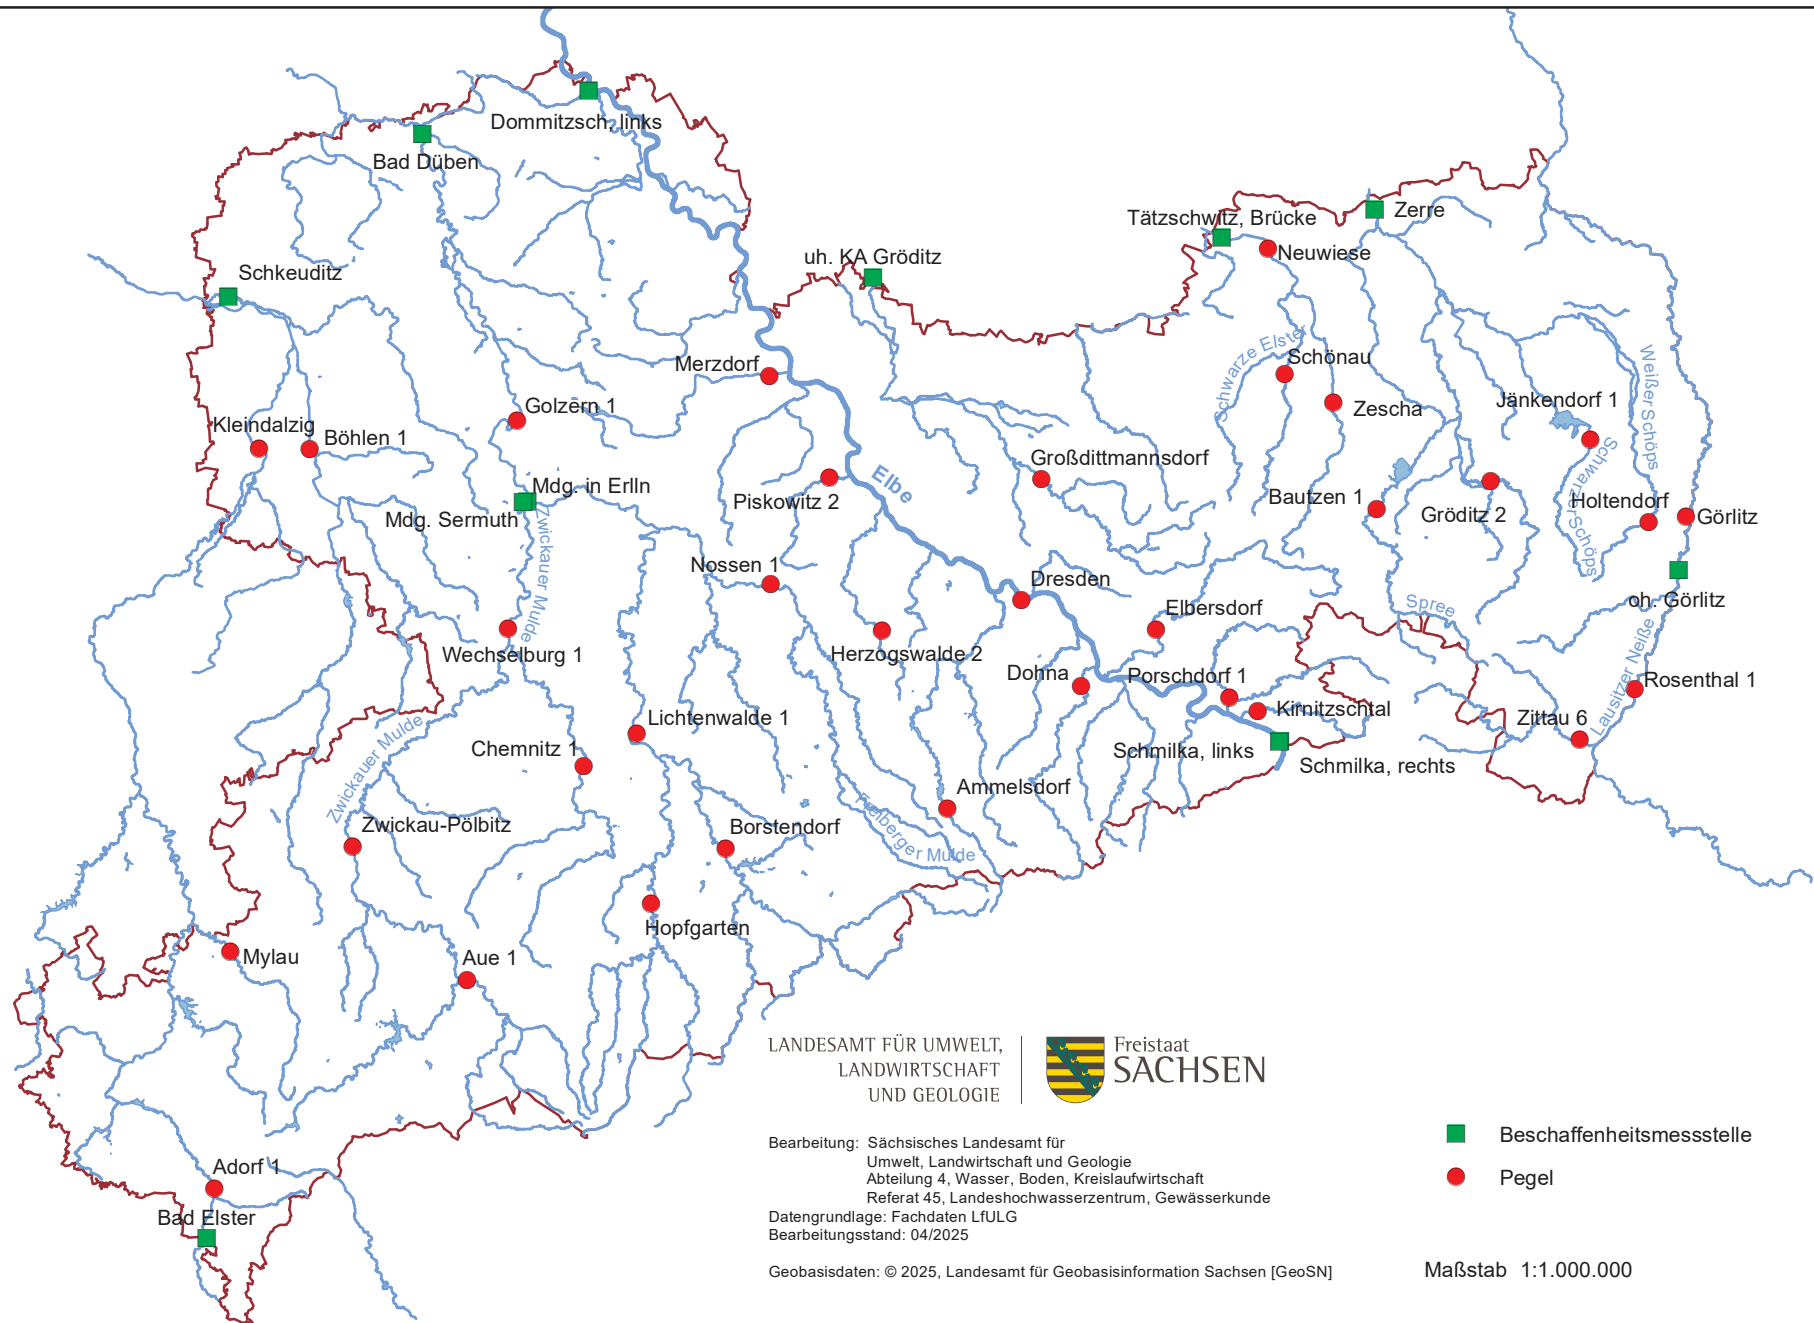 Dommitzsch, links
Bad Düben
Tätzschwitz, Brücke
Zerre
Neuwiese
uh. KA Gröditz
Schkeuditz
Schwarze Elster
Schönau
Merzdorf
Zescha
Jänkendorf 1
Weißer Schöps
Golzern 1
Kleindalzig
Böhlen 1
Großdittmannsdorf
Schwarzer Schöps
Elbe
Mdg. in Erlln
Piskowitz 2
Bautzen 1
Gröditz 2
Holtendorf
Görlitz
Mdg. Sermuth
Zwickauer Mulde
Nossen 1
Dresden
oh. Görlitz
Elbersdorf
Spree
Wechselburg 1
Herzogswalde 2
Dohna
Porschdorf 1
Lausitzer Neiße
Rosenthal 1
Kirnitzschtal
Lichtenwalde 1
Zittau 6
Zwickauer Mulde
Chemnitz 1
Schmilka, links
Schmilka, rechts
Ammelsdorf
Zwickau-Pölbitz
Borstendorf
Freiberger Mulde
Hopfgarten
Mylau
Aue 1
Adorf 1
Bad Elster
LANDESAMT FÜR UMWELT,
LANDWIRTSCHAFT
UND GEOLOGIE
Freistaat
SACHSEN
Bearbeitung: Sächsisches Landesamt für
Umwelt, Landwirtschaft und Geologie
Abteilung 4, Wasser, Boden, Kreislaufwirtschaft
Referat 45, Landeshochwasserzentrum, Gewässerkunde
Datengrundlage: Fachdaten LfULG
Bearbeitungsstand: 04/2025
Geobasisdaten: © 2025, Landesamt für Geobasisinformation Sachsen [GeoSN]
Beschaffenheitsmessstelle
Pegel
Maßstab 1:1.000.000